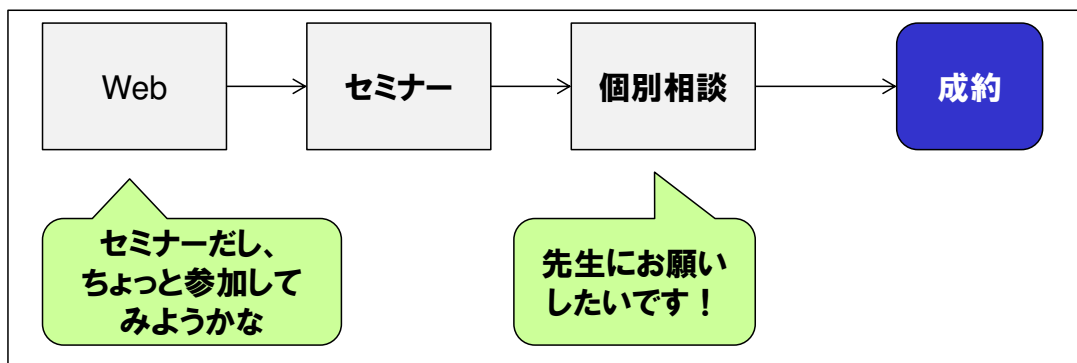 Web
セミナー
個別相談
成約
セミナーだし、
ちょっと参加して
みようかな
先生にお願い
したいです！